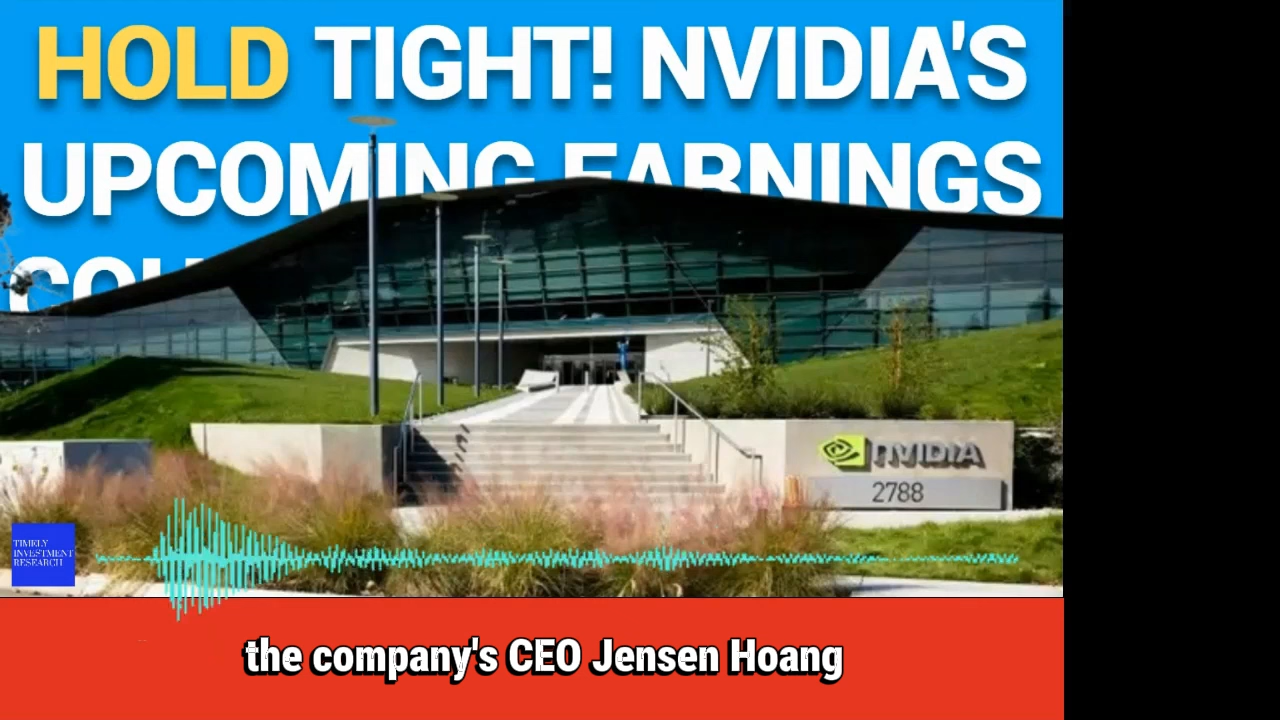 HOLD TIGHT! NVIDIA'S
UPCOMING EARNINGS
NVIDIA
2788
TIMELY
INVESTMENT
RESEARCH
the company's CEO Jensen Hoang